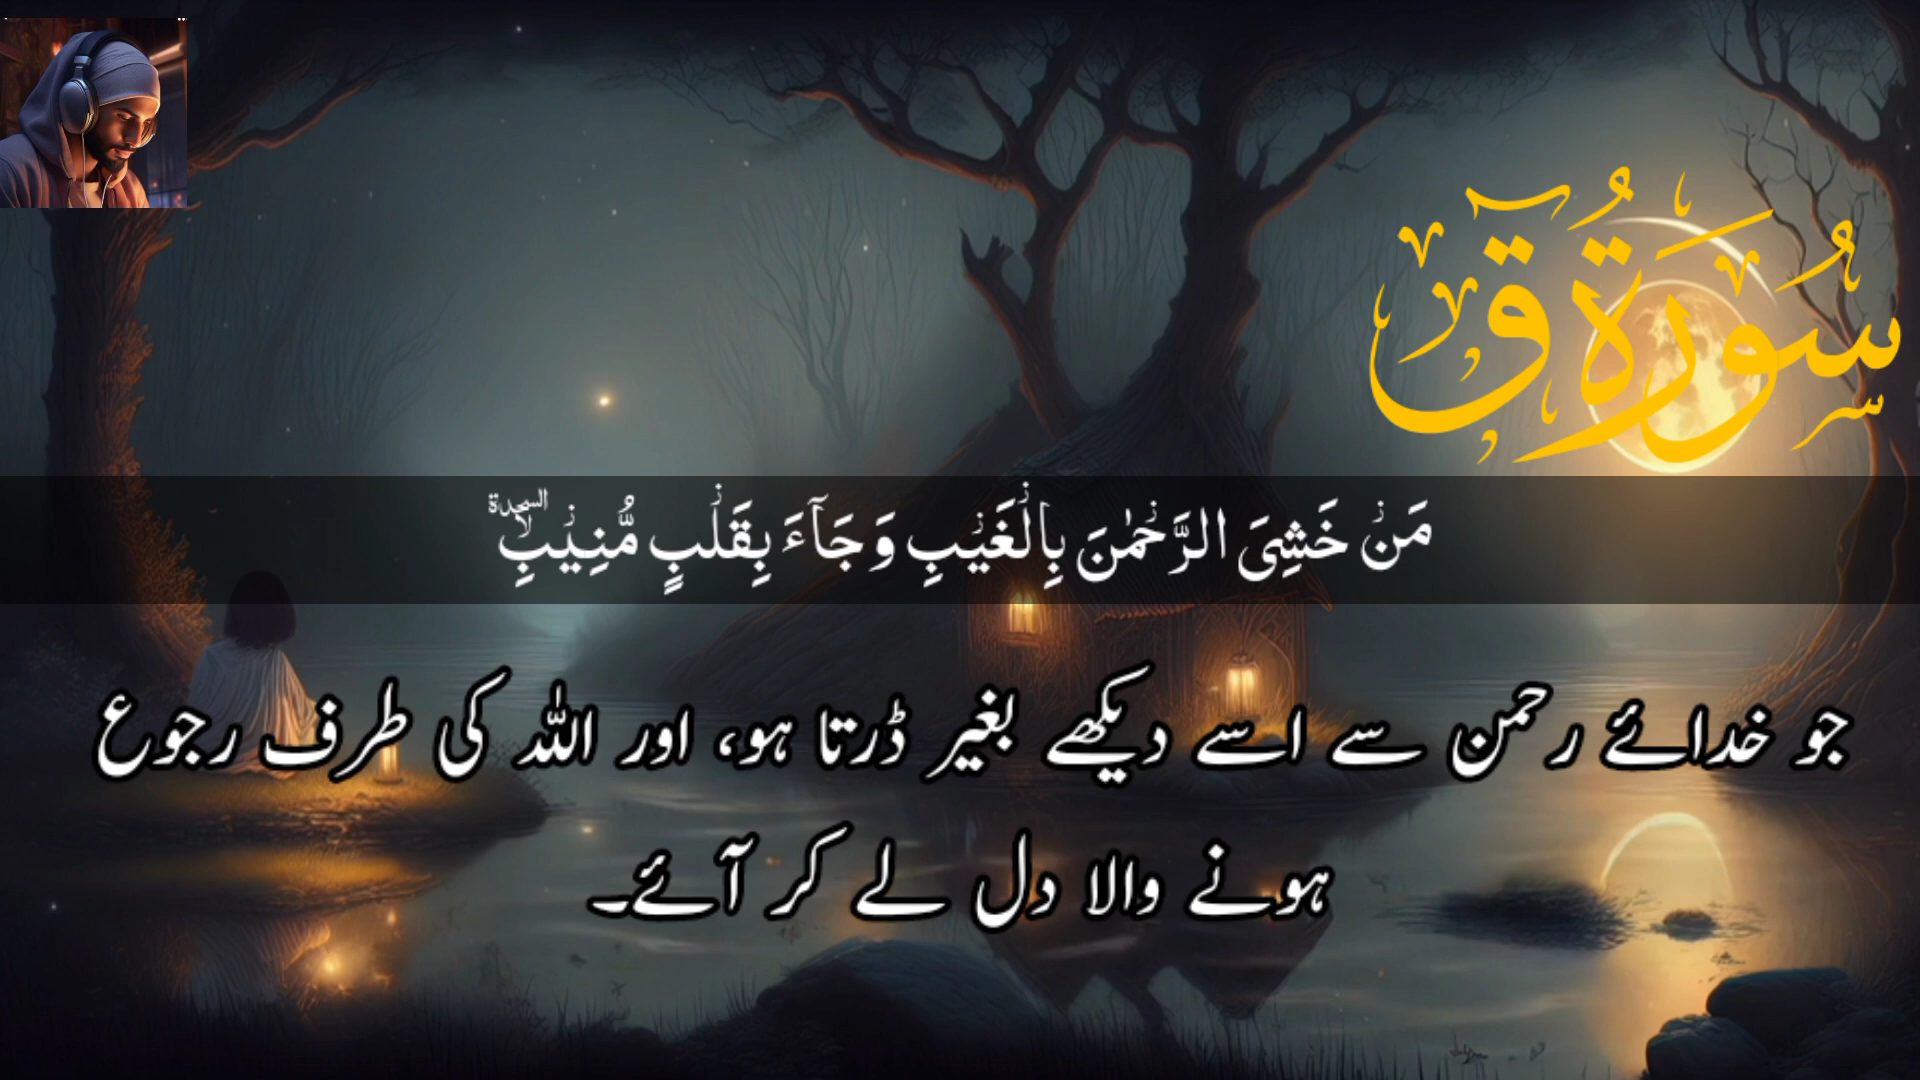 سُوْرَةُ قٓ
مَنْ خَشِیَ الرَّحْمٰنَ بِالْغَیْبِ وَجَآءَ بِقَلْبٍ مُّنِیْبِ ۙ السجدة
جو خدائے رحمن سے اسے دیکھے بغیر ڈرتا ہو، اور اللہ کی طرف رجوع
ہونے والا دل لے کر آئے۔